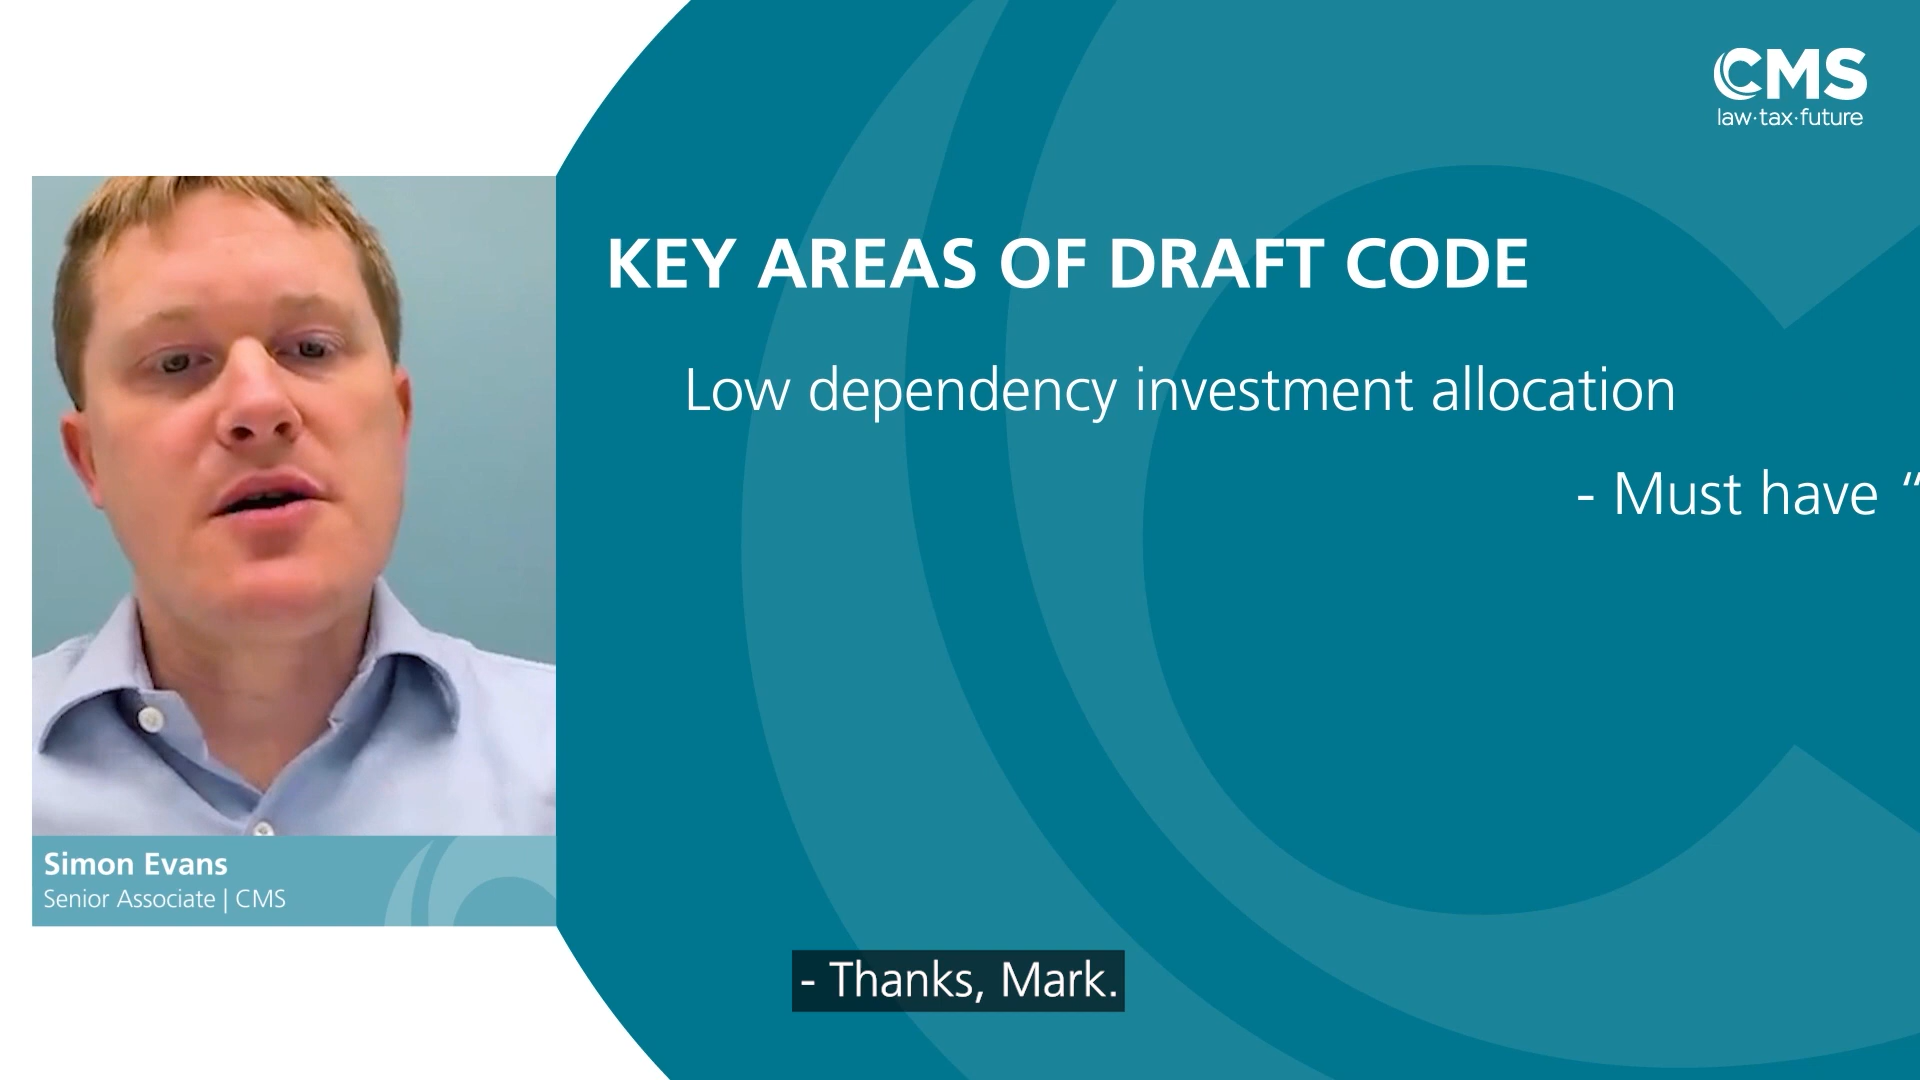 CMS
law·tax·future
KEY AREAS OF DRAFT CODE
Low dependency investment allocation
- Must have “
Simon Evans
Senior Associate | CMS
- Thanks, Mark.